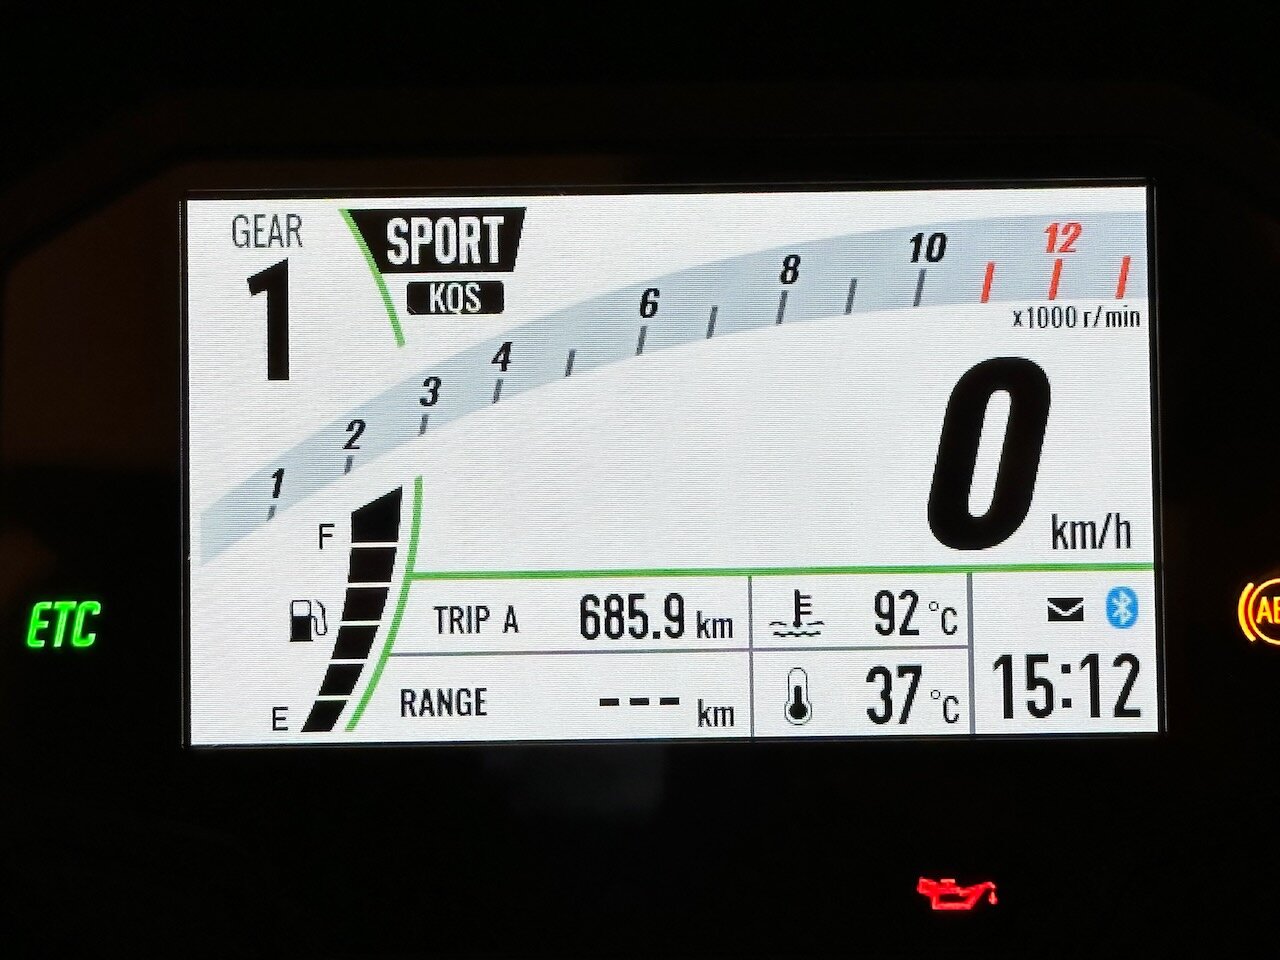 GEAR
1
SPORT
KQS
1 2 3 4 6 8 10 12
x1000 r/min
0 km/h
F
E
TRIP A 685.9 km
92 °C
RANGE --- km
37 °C
15:12
ETC